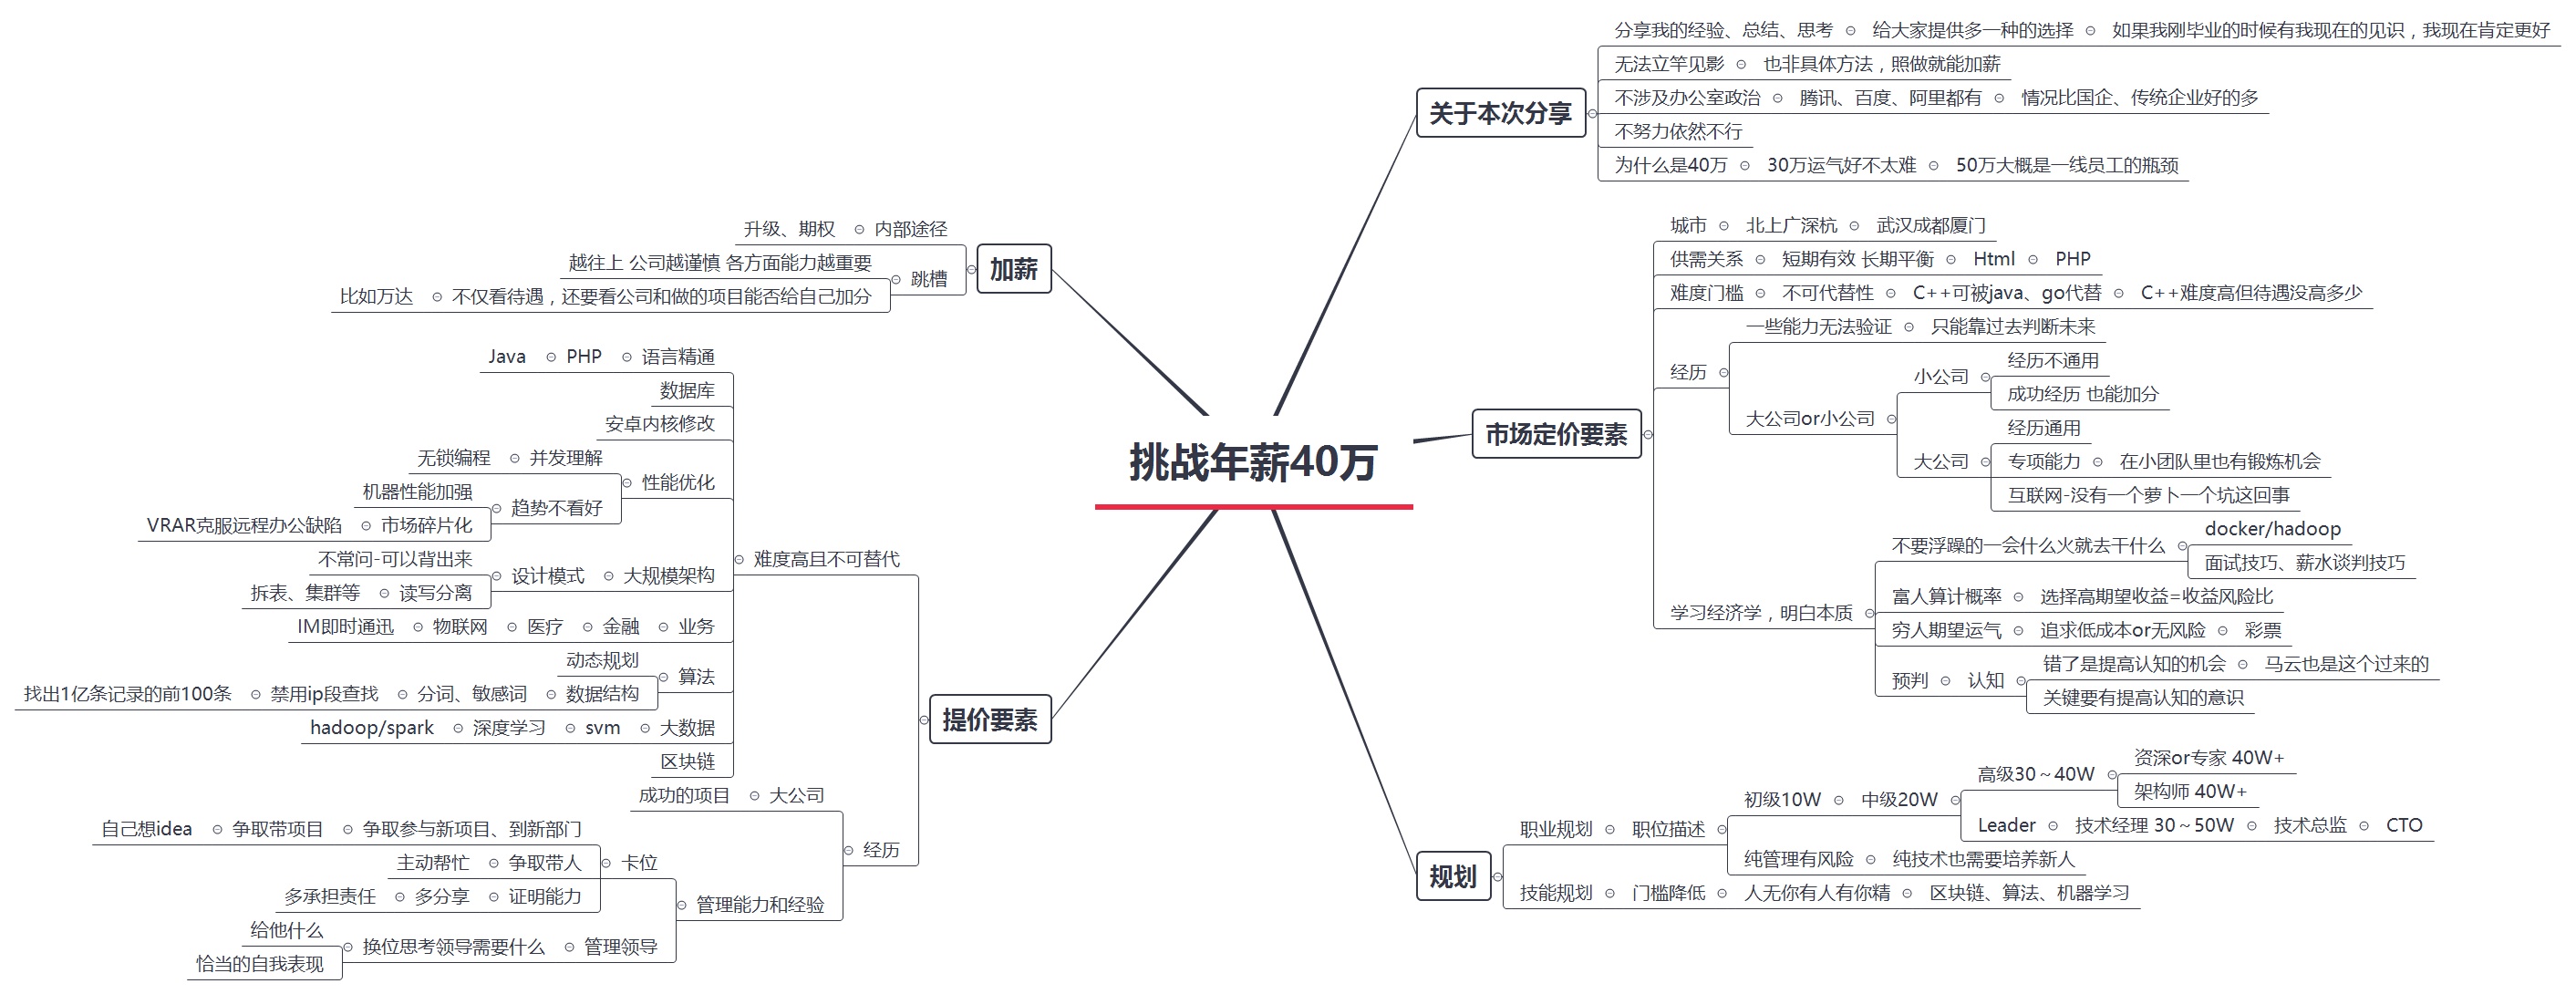 挑战年薪40万
关于本次分享
分享我的经验、总结、思考 给大家提供多一种的选择 如果我刚毕业的时候有我现在的见识，我现在肯定更好
无法立竿见影 也非具体方法，照做就能加薪
不涉及办公室政治 腾讯、百度、阿里都有 情况比国企、传统企业好的多
不努力依然不行
为什么是40万 30万运气好不太难 50万大概是一线员工的瓶颈
市场定价要素
城市 北上广深杭 武汉成都厦门
供需关系 短期有效 长期平衡 Html PHP
难度门槛 不可代替性 C++可被java、go代替 C++难度高但待遇没高多少
经历
一些能力无法验证 只能靠过去判断未来
大公司or小公司
小公司
经历不通用
成功经历 也能加分
大公司
经历通用
专项能力 在小团队里也有锻炼机会
互联网-没有一个萝卜一个坑这回事
学习经济学，明白本质
不要浮躁的一会什么火就去干什么
docker/hadoop
面试技巧、薪水谈判技巧
富人算计概率 选择高期望收益=收益风险比
穷人期望运气 追求低成本or无风险 彩票
预判 认知
错了是提高认知的机会 马云也是这个过来的
关键要有提高认知的意识
规划
职业规划 职位描述
初级10W 中级20W
高级30～40W
资深or专家 40W+
架构师 40W+
Leader 技术经理 30～50W 技术总监 CTO
纯管理有风险 纯技术也需要培养新人
技能规划 门槛降低 人无你有人有你精 区块链、算法、机器学习
加薪
升级、期权 内部途径
跳槽
越往上 公司越谨慎 各方面能力越重要
比如万达 不仅看待遇，还要看公司和做的项目能否给自己加分
提价要素
难度高且不可替代
Java PHP 语言精通
数据库
安卓内核修改
性能优化
无锁编程 并发理解
趋势不看好
机器性能加强
VRAR克服远程办公缺陷 市场碎片化
设计模式 大规模架构
不常问-可以背出来
拆表、集群等 读写分离
IM即时通迅 物联网 医疗 金融 业务
算法
动态规划
找出1亿条记录的前100条 禁用ip段查找 分词、敏感词 数据结构
hadoop/spark 深度学习 svm 大数据
区块链
经历
成功的项目 大公司
管理能力和经验
卡位
自己想idea 争取带项目 争取参与新项目、到新部门
主动帮忙 争取带人
多承担责任 多分享 证明能力
换位思考领导需要什么 管理领导
给他什么
恰当的自我表现